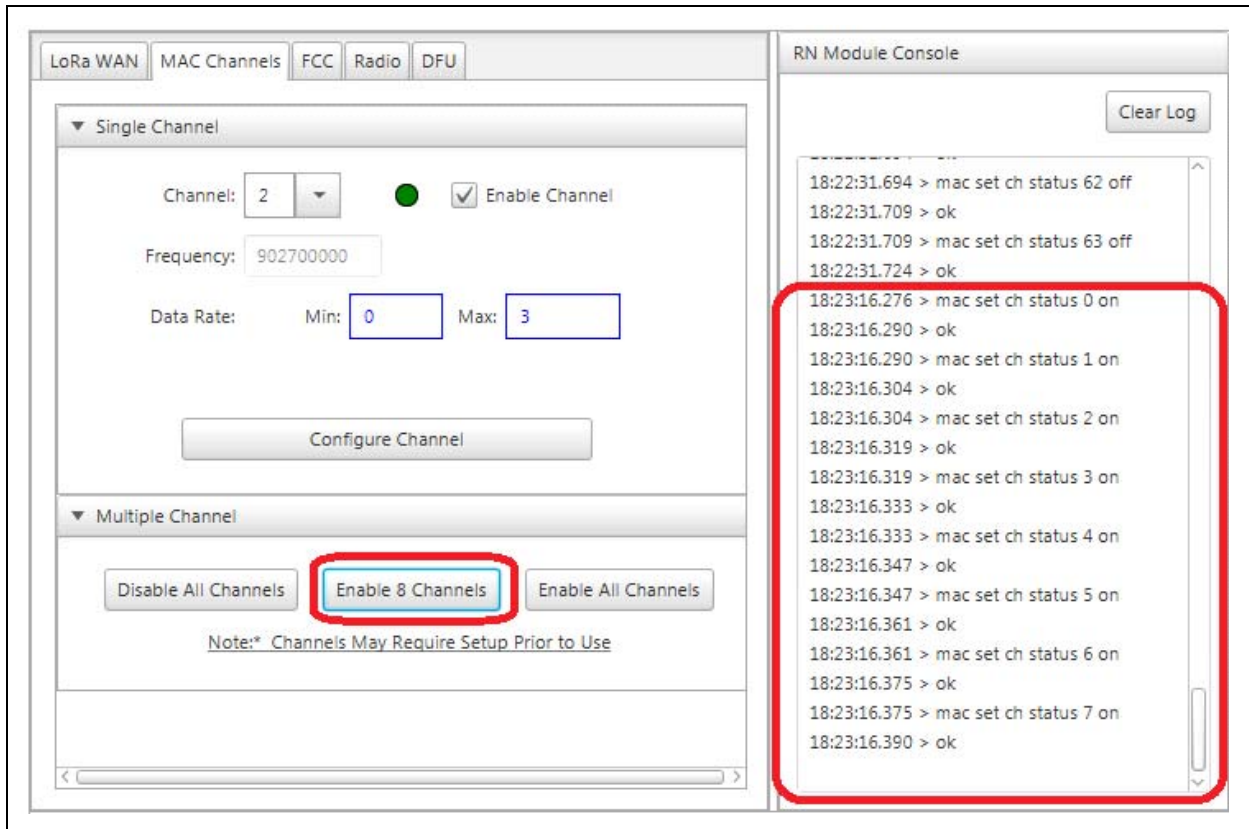 LoRa WAN MAC Channels FCC Radio DFU
Single Channel
Channel: 2 Enable Channel
Frequency: 902700000
Data Rate: Min: 0 Max: 3
Configure Channel
Multiple Channel
Disable All Channels Enable 8 Channels Enable All Channels
Note:* Channels May Require Setup Prior to Use
RN Module Console
Clear Log
18:22:31.694 > mac set ch status 62 off
18:22:31.709 > ok
18:22:31.709 > mac set ch status 63 off
18:22:31.724 > ok
18:23:16.276 > mac set ch status 0 on
18:23:16.290 > ok
18:23:16.290 > mac set ch status 1 on
18:23:16.304 > ok
18:23:16.304 > mac set ch status 2 on
18:23:16.319 > ok
18:23:16.319 > mac set ch status 3 on
18:23:16.333 > ok
18:23:16.333 > mac set ch status 4 on
18:23:16.347 > ok
18:23:16.347 > mac set ch status 5 on
18:23:16.361 > ok
18:23:16.361 > mac set ch status 6 on
18:23:16.375 > ok
18:23:16.375 > mac set ch status 7 on
18:23:16.390 > ok